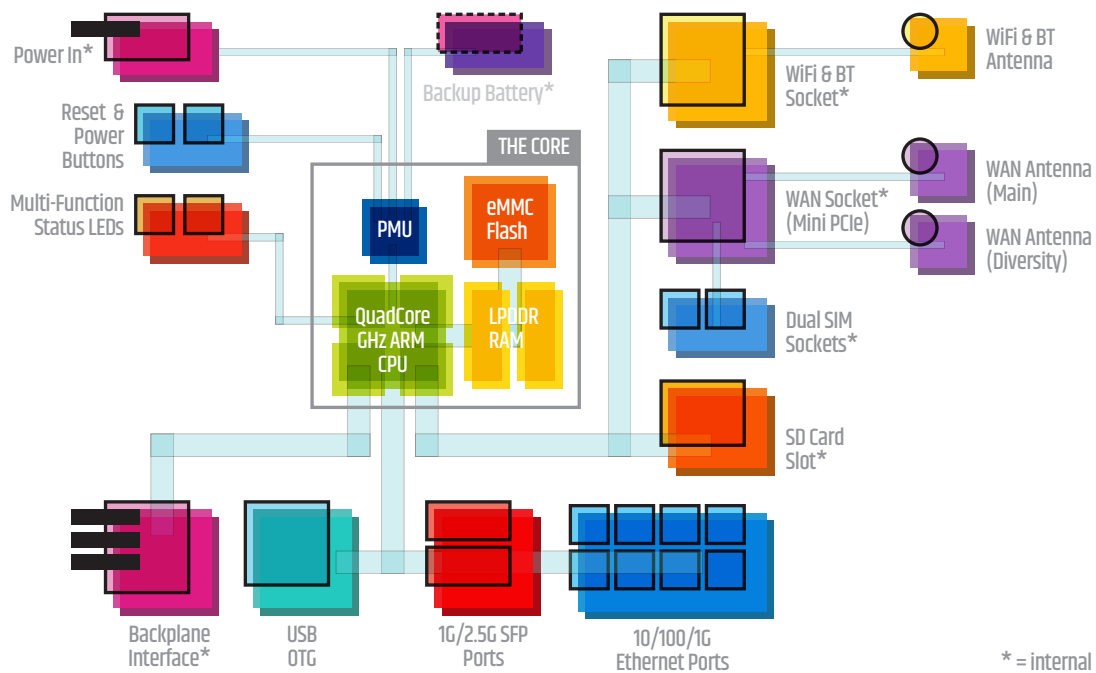 Power In*
Reset &
Power
Buttons
Multi-Function
Status LEDs
Backup Battery*
THE CORE
PMU
eMMC
Flash
QuadCore
GHz ARM
CPU
LPDDR
RAM
WiFi & BT
Socket*
WiFi & BT
Antenna
WAN Socket*
(Mini PCIe)
WAN Antenna
(Main)
WAN Antenna
(Diversity)
Dual SIM
Sockets*
SD Card
Slot*
Backplane
Interface*
USB
OTG
1G/2.5G SFP
Ports
10/100/1G
Ethernet Ports
* = internal